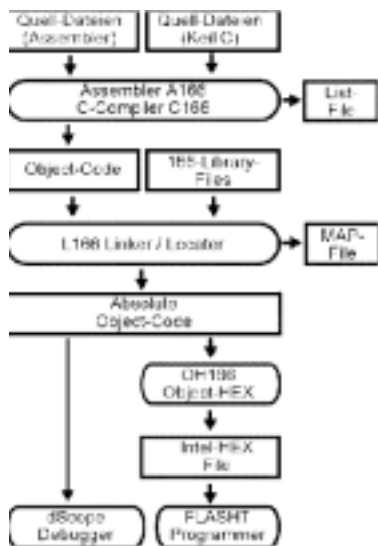 Quell-Dateien
(Assembler)
Quell-Dateien
(Keil C)
Assembler A166
C-Compiler C166
List-
File
Object-Code
166-Library-
Files
L166 Linker / Locater
MAP-
File
Absolute
Object-Code
OH166
Object-HEX
Intel-HEX
File
dScope
Debugger
FLASHT
Programmer